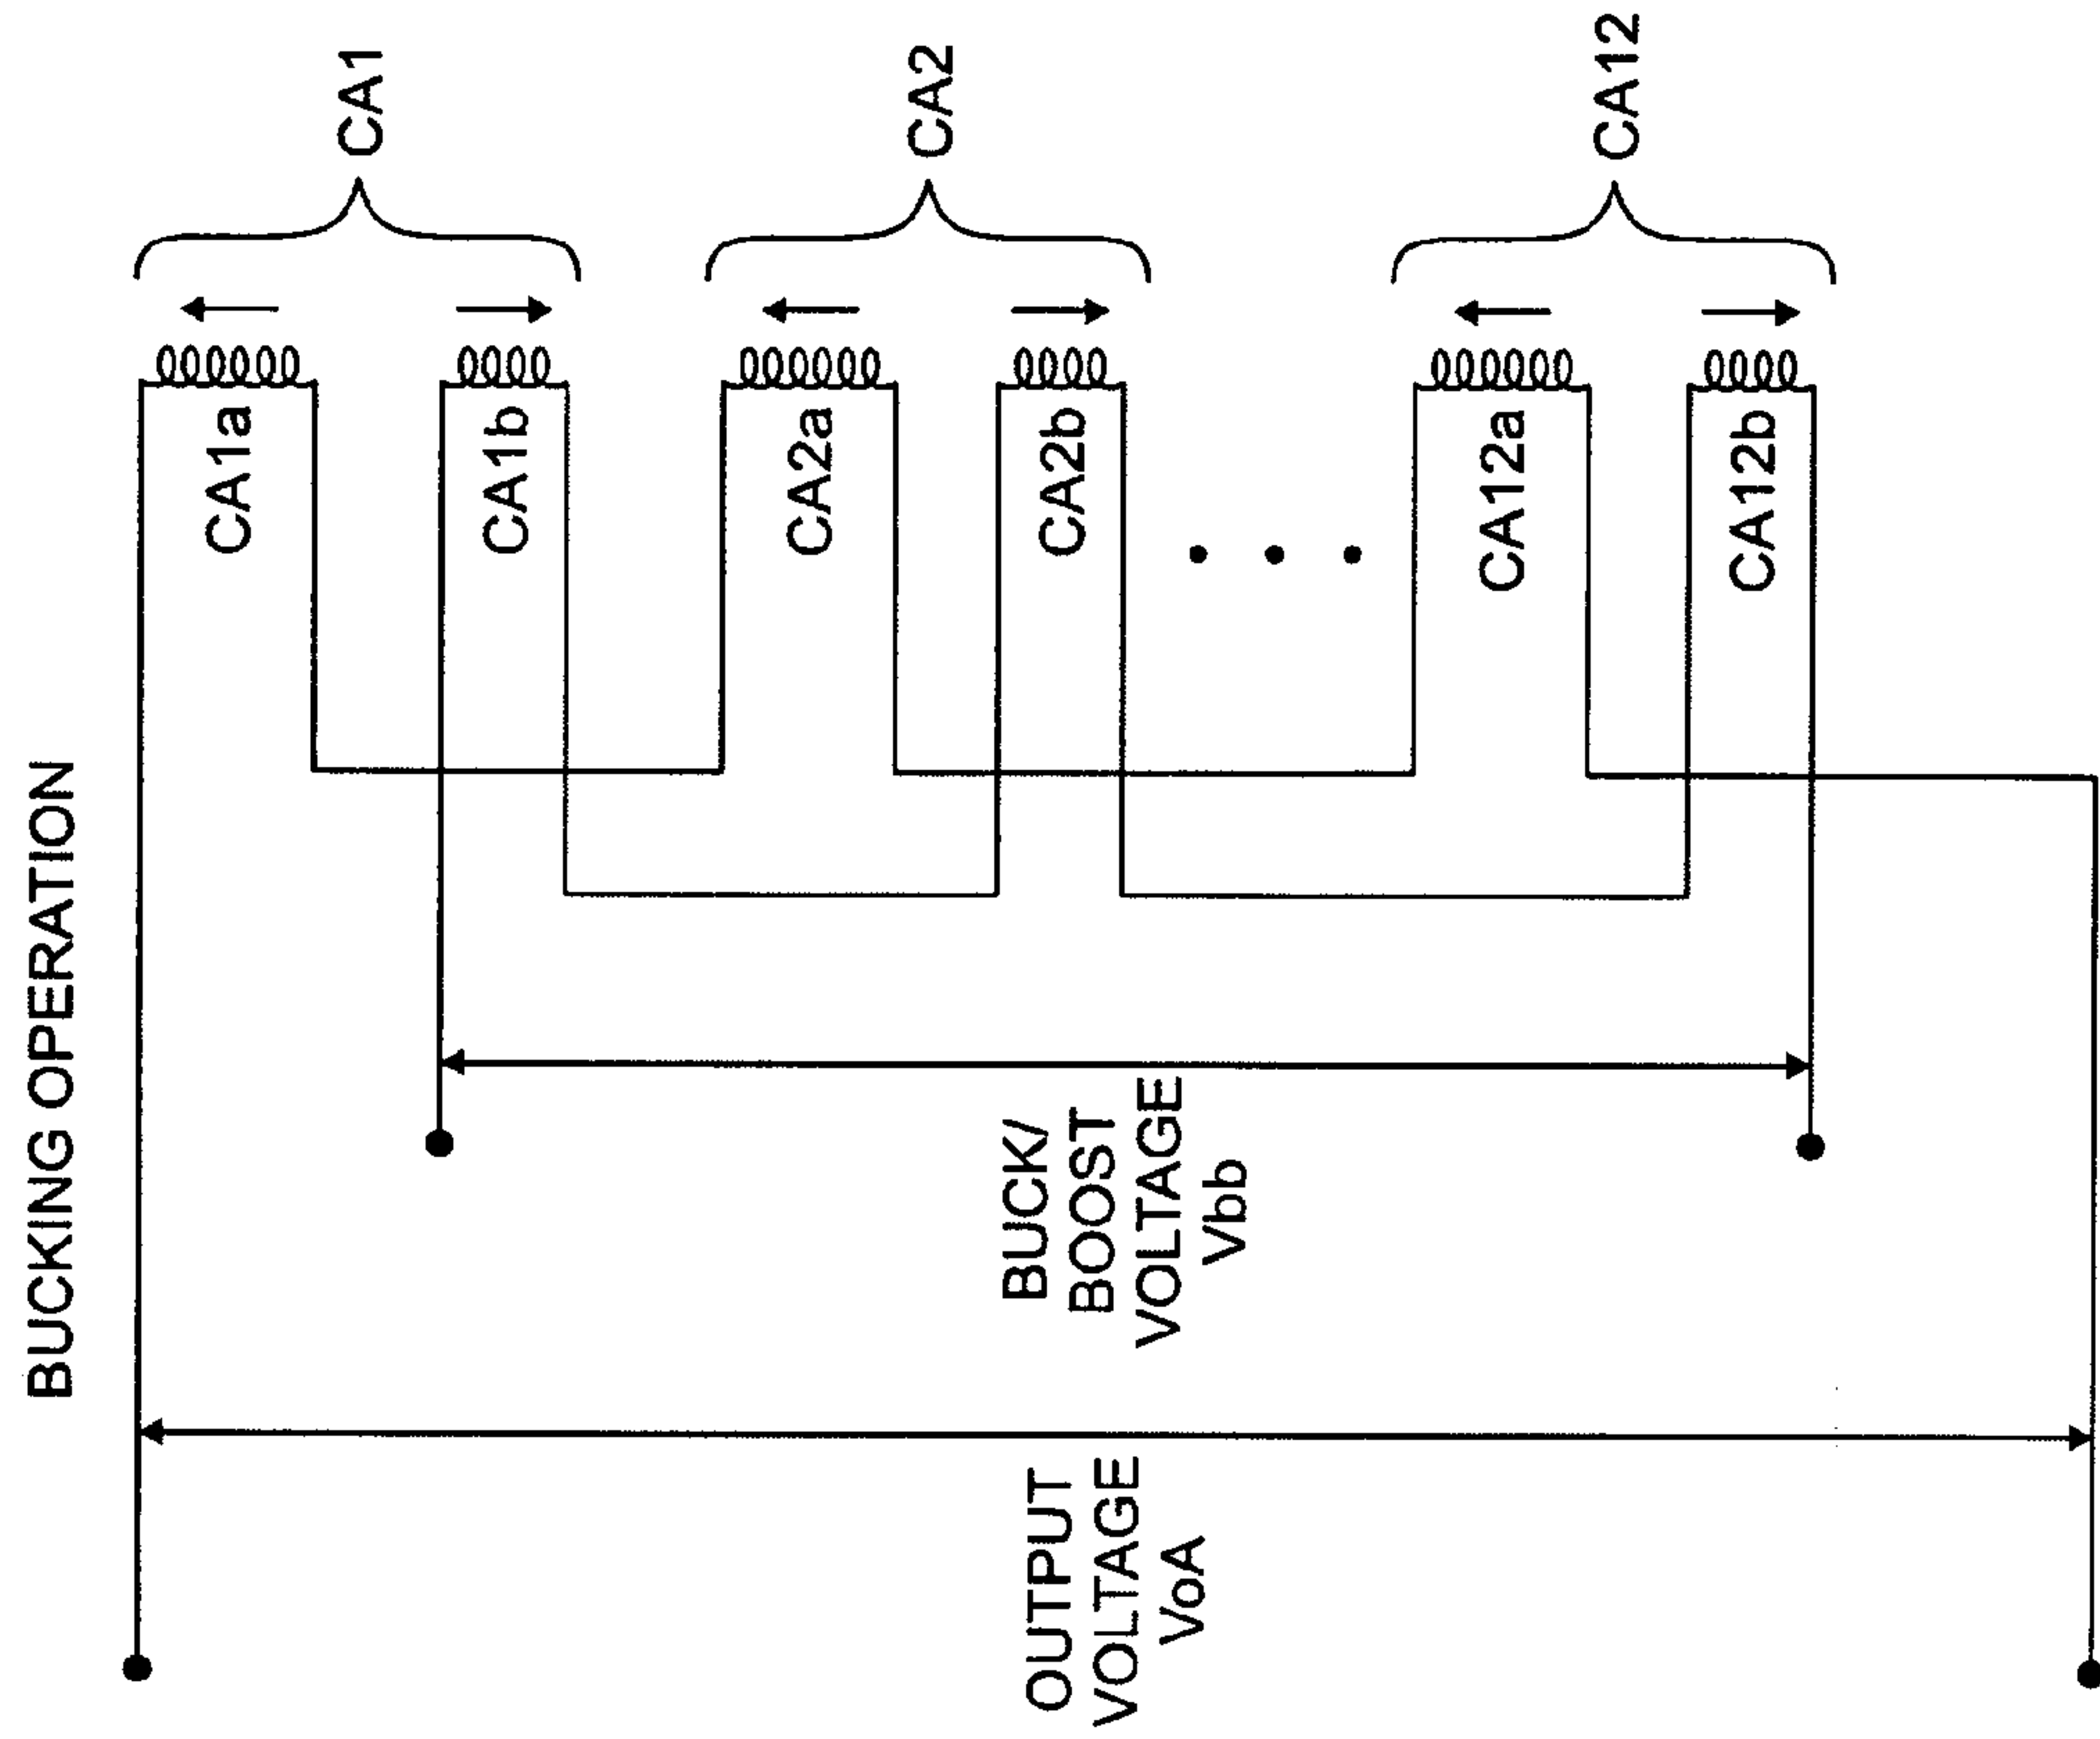 BUCKING OPERATION
CA1
CA2
CA12
CA1a
CA1b
CA2a
CA2b
CA12a
CA12b
BUCK/
BOOST
VOLTAGE
Vbb
OUTPUT
VOLTAGE
VoA